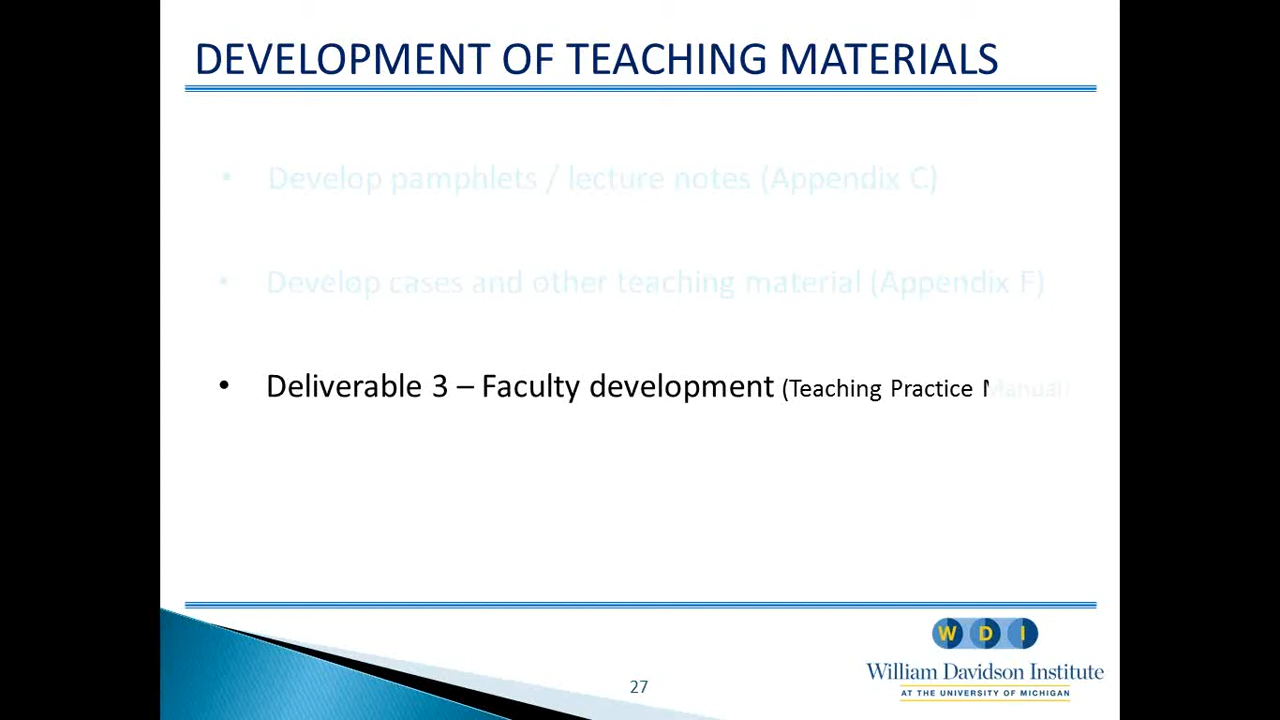 DEVELOPMENT OF TEACHING MATERIALS
• Develop pamphlets / lecture notes (Appendix C)
• Develop cases and other teaching material (Appendix F)
• Deliverable 3 – Faculty development (Teaching Practice Manual)
W D I
William Davidson Institute
AT THE UNIVERSITY OF MICHIGAN
27